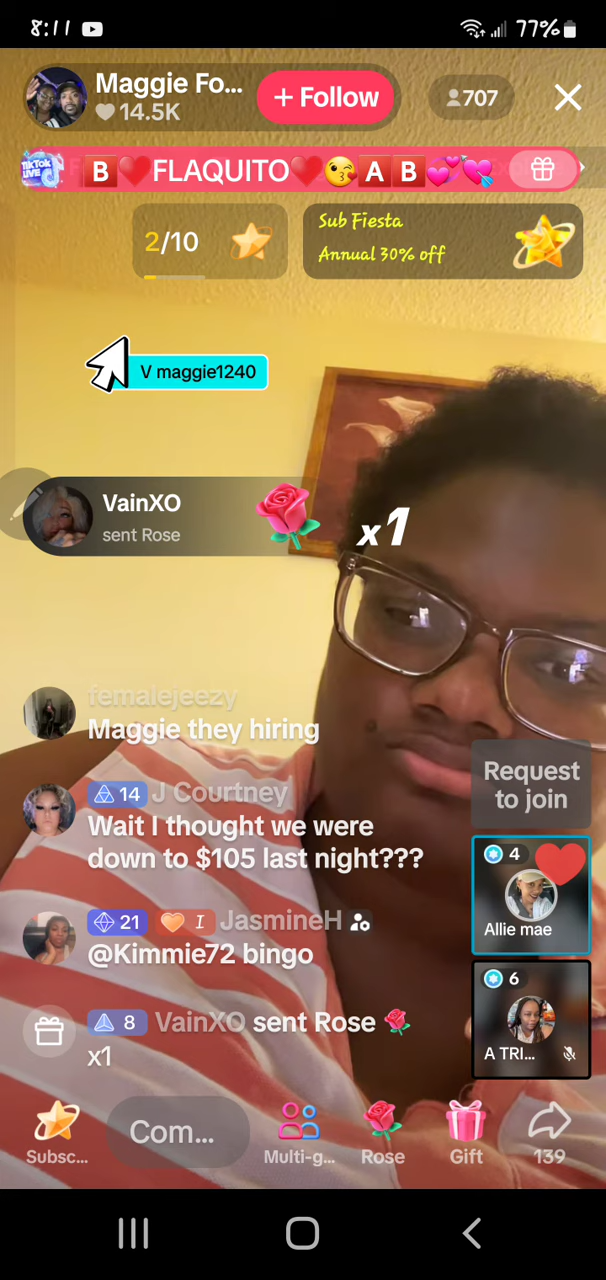 8:11
77%
Maggie Fo...
+ Follow
14.5K
707
TikTok LIVE
B❤️FLAQUITO❤️😘AB💞💘
2/10
Sub Fiesta
Annual 30% off
V maggie1240
VainXO
sent Rose
x1
femalejeezy
Maggie they hiring
14 J Courtney
Wait I thought we were
down to $105 last night???
21 I JasmineH
@Kimmie72 bingo
8 VainXO sent Rose
x1
Request
to join
4
Allie mae
6
A TRI...
Subsc...
Com...
Multi-g...
Rose
Gift
139